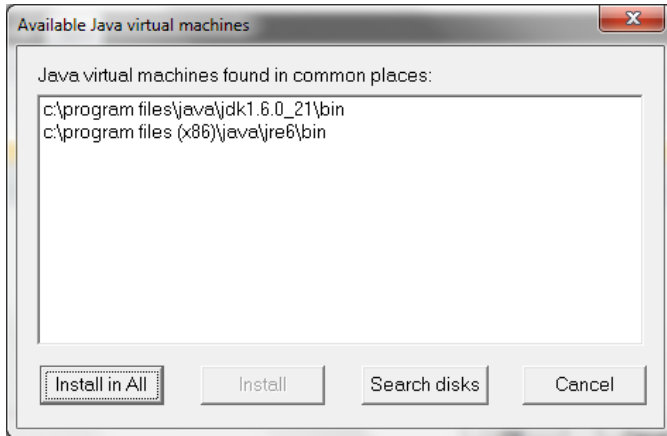 Available Java virtual machines
Java virtual machines found in common places:
c:\program files\java\jdk1.6.0_21\bin
c:\program files (x86)\java\jre6\bin
Install in All
Install
Search disks
Cancel